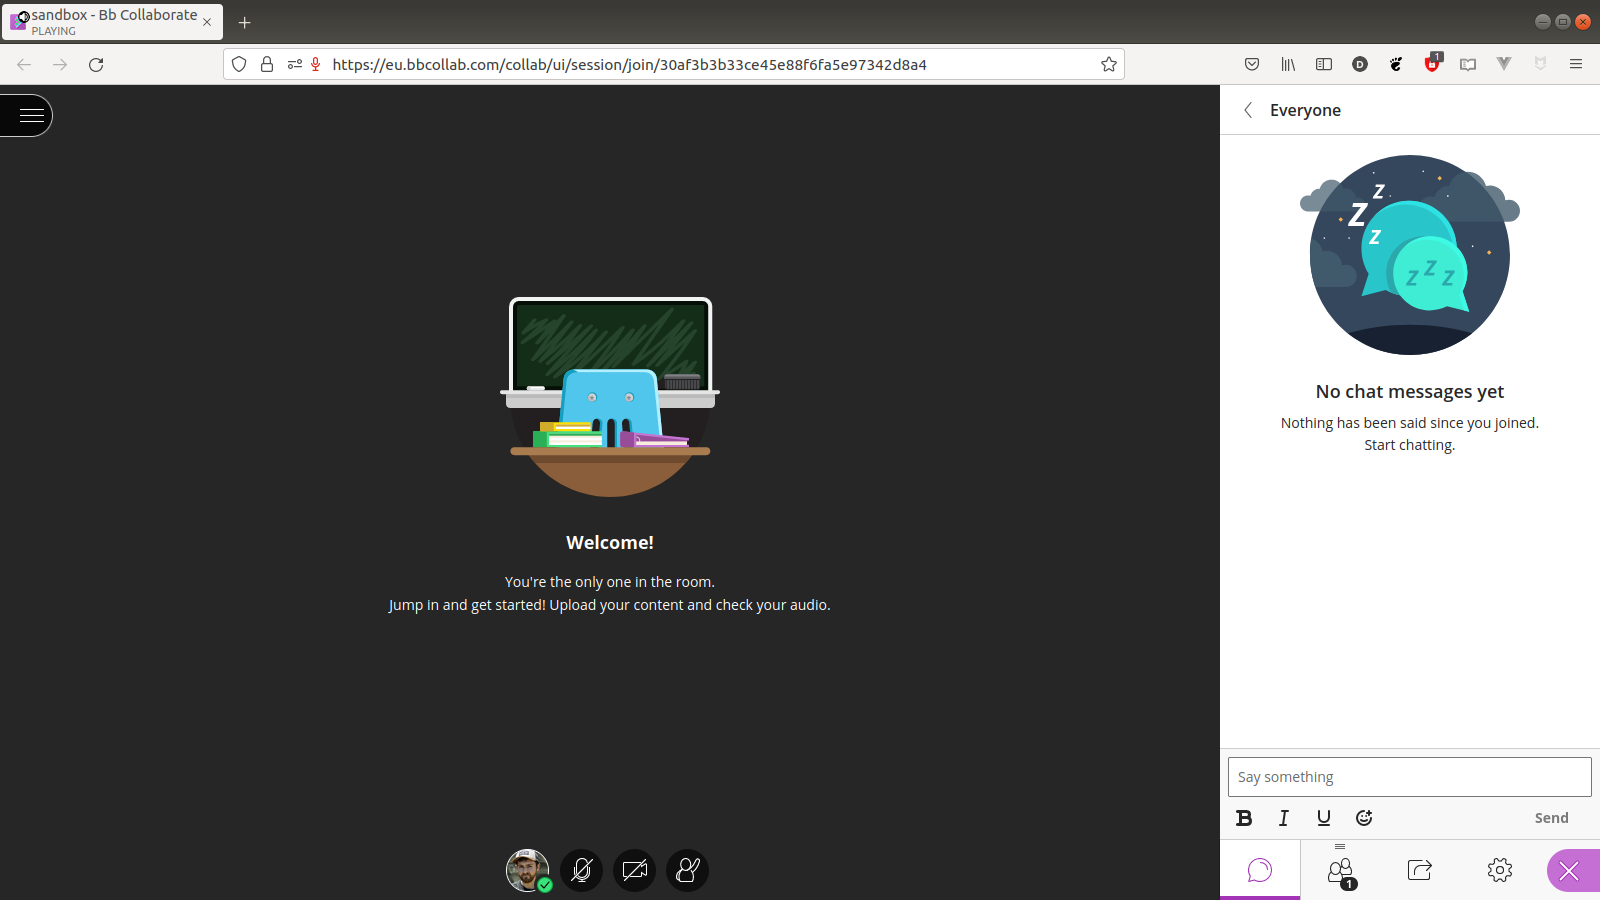 sandbox - Bb Collaborate
PLAYING
https://eu.bbcollab.com/collab/ui/session/join/30af3b3b33ce45e88f6fa5e97342d8a4
D
1
Everyone
Z
Z
Z
Z Z Z
No chat messages yet
Nothing has been said since you joined.
Start chatting.
Welcome!
You're the only one in the room.
Jump in and get started! Upload your content and check your audio.
Say something
B I U
Send
1